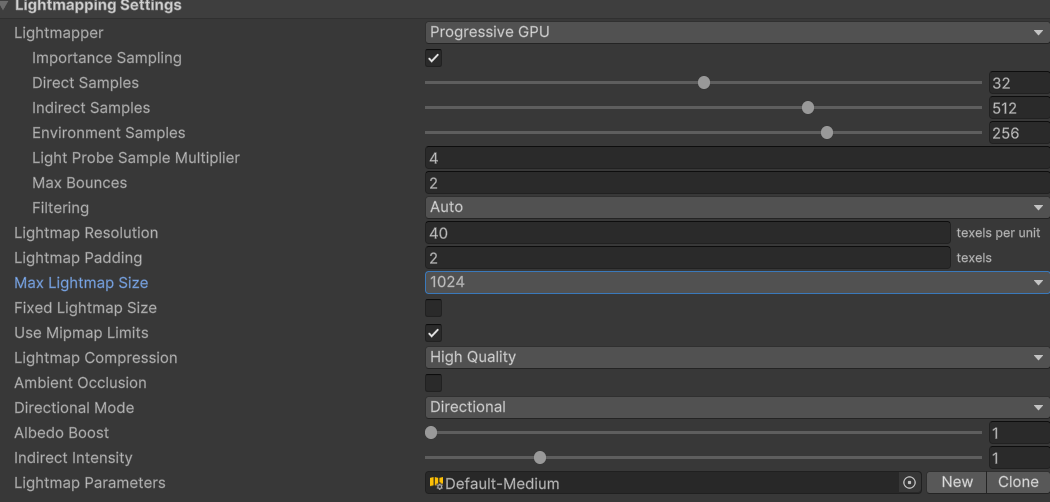 Lightmapping Settings
Lightmapper Progressive GPU
Importance Sampling
Direct Samples 32
Indirect Samples 512
Environment Samples 256
Light Probe Sample Multiplier 4
Max Bounces 2
Filtering Auto
Lightmap Resolution 40 texels per unit
Lightmap Padding 2 texels
Max Lightmap Size 1024
Fixed Lightmap Size
Use Mipmap Limits
Lightmap Compression High Quality
Ambient Occlusion
Directional Mode Directional
Albedo Boost 1
Indirect Intensity 1
Lightmap Parameters Default-Medium New Clone